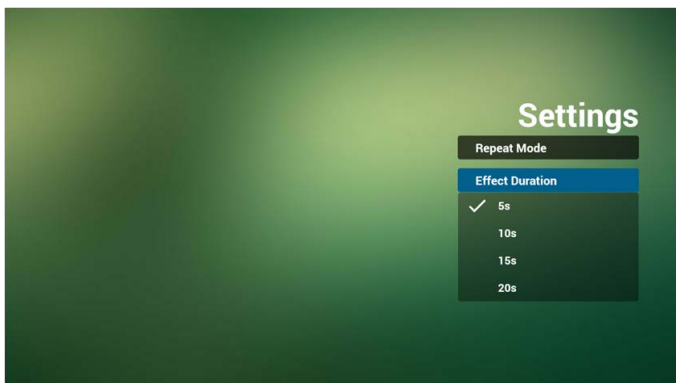 Settings
Repeat Mode
Effect Duration
5s
10s
15s
20s